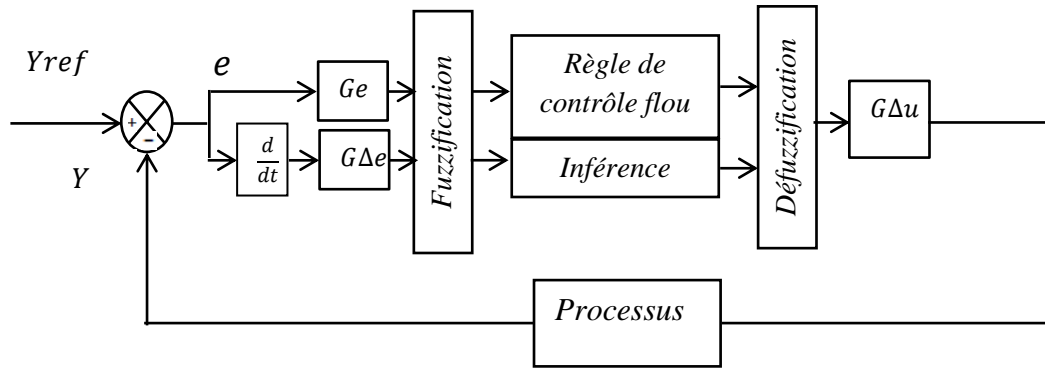 Yref
e
Ge
+
-
Y
d
dt
GΔe
Fuzzification
Règle de
contrôle flou
Inférence
Défuzzification
GΔu
Processus